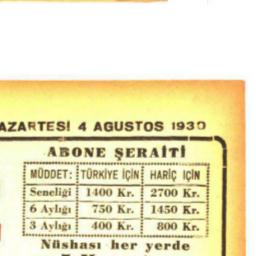 AZARTESİ 4 AGUSTOS 1930
ABONE ŞERAİTİ
MÜDDET: TÜRKİYE İÇİN HARİÇ İÇİN
Seneliği 1400 Kr. 2700 Kr.
6 Aylığı 750 Kr. 1450 Kr.
3 Aylığı 400 Kr. 800 Kr.
Nüshası her yerde